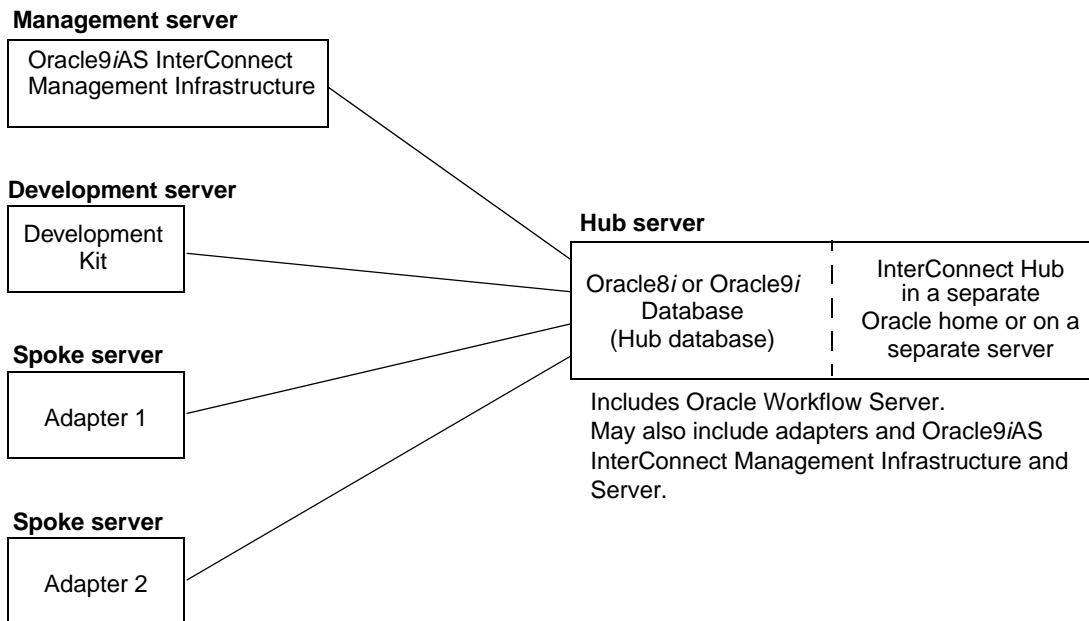 Management server
Oracle9iAS InterConnect
Management Infrastructure
Development server
Development
Kit
Spoke server
Adapter 1
Spoke server
Adapter 2
Hub server
Oracle8i or Oracle9i
Database
(Hub database)
InterConnect Hub
in a separate
Oracle home or on a
separate server
Includes Oracle Workflow Server.
May also include adapters and Oracle9iAS
InterConnect Management Infrastructure and
Server.